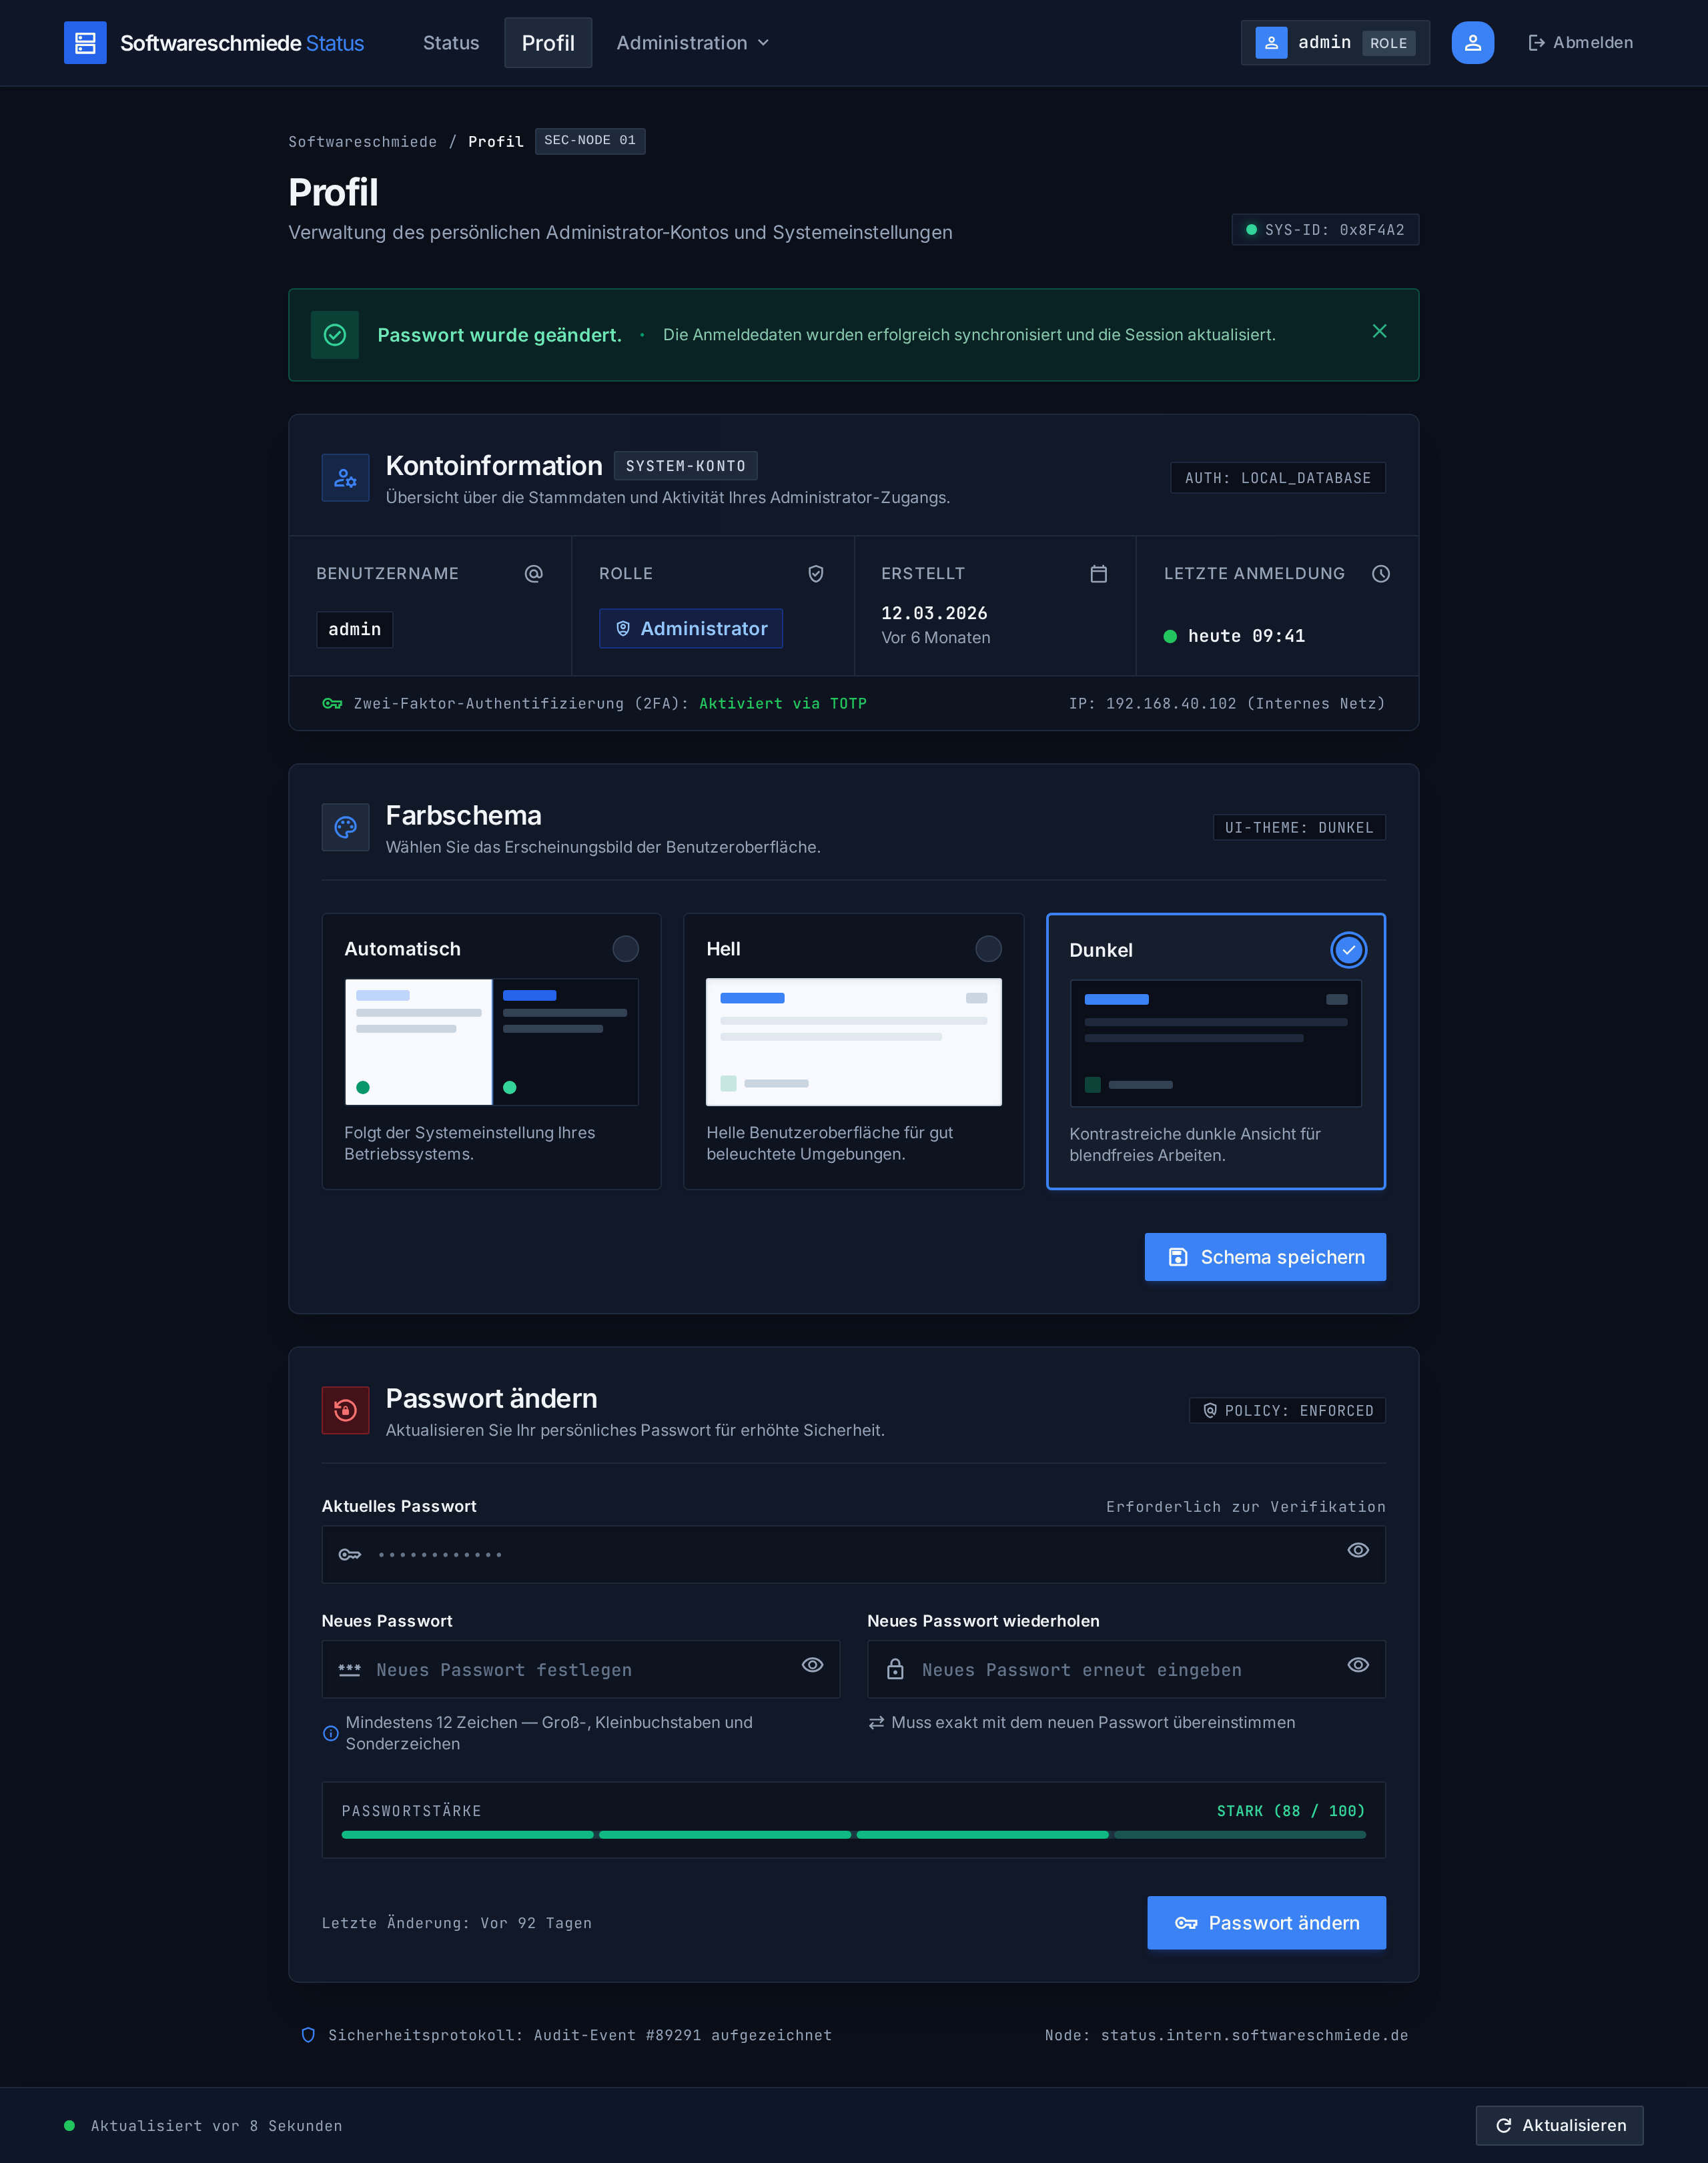 Softwareschmiede Status
Status
Profil
Administration
admin
ROLE
Abmelden
Softwareschmiede / Profil
SEC-NODE 01
Profil
Verwaltung des persönlichen Administrator-Kontos und Systemeinstellungen
SYS-ID: 0x8F4A2
Passwort wurde geändert. · Die Anmeldedaten wurden erfolgreich synchronisiert und die Session aktualisiert.
Kontoinformation
SYSTEM-KONTO
Übersicht über die Stammdaten und Aktivität Ihres Administrator-Zugangs.
AUTH: LOCAL_DATABASE
BENUTZERNAME
admin
ROLLE
Administrator
ERSTELLT
12.03.2026
Vor 6 Monaten
LETZTE ANMELDUNG
heute 09:41
Zwei-Faktor-Authentifizierung (2FA): Aktiviert via TOTP
IP: 192.168.40.102 (Internes Netz)
Farbschema
Wählen Sie das Erscheinungsbild der Benutzeroberfläche.
UI-THEME: DUNKEL
Automatisch
Folgt der Systemeinstellung Ihres
Betriebssystems.
Hell
Helle Benutzeroberfläche für gut
beleuchtete Umgebungen.
Dunkel
Kontrastreiche dunkle Ansicht für
blendfreies Arbeiten.
Schema speichern
Passwort ändern
Aktualisieren Sie Ihr persönliches Passwort für erhöhte Sicherheit.
POLICY: ENFORCED
Aktuelles Passwort
Erforderlich zur Verifikation
••••••••••••
Neues Passwort
Neues Passwort festlegen
Mindestens 12 Zeichen — Groß-, Kleinbuchstaben und
Sonderzeichen
Neues Passwort wiederholen
Neues Passwort erneut eingeben
Muss exakt mit dem neuen Passwort übereinstimmen
PASSWORTSTÄRKE
STARK (88 / 100)
Letzte Änderung: Vor 92 Tagen
Passwort ändern
Sicherheitsprotokoll: Audit-Event #89291 aufgezeichnet
Node: status.intern.softwareschmiede.de
Aktualisiert vor 8 Sekunden
Aktualisieren